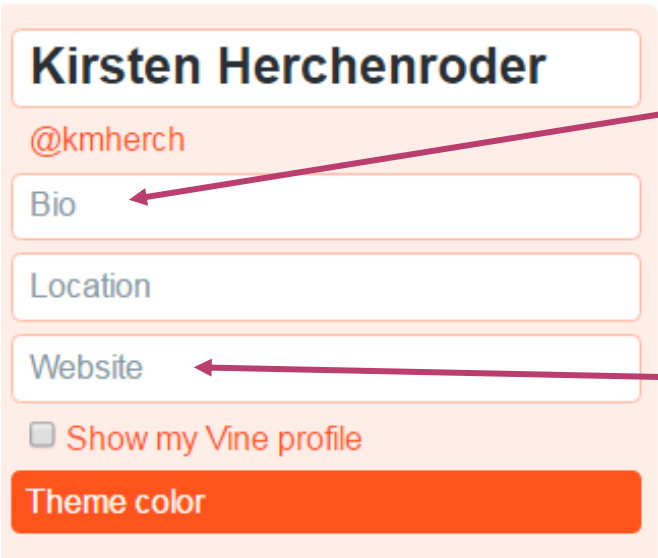 Kirsten Herchenroder
@kmherch
Bio
Location
Website
Show my Vine profile
Theme color